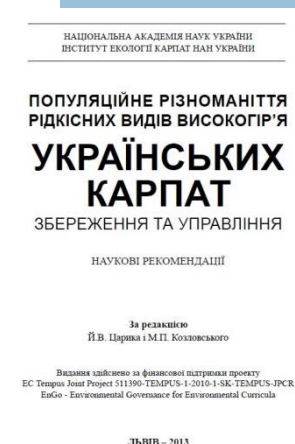 НАЦІОНАЛЬНА АКАДЕМІЯ НАУК УКРАЇНИ
ІНСТИТУТ ЕКОЛОГІЇ КАРПАТ НАН УКРАЇНИ
ПОПУЛЯЦІЙНЕ РІЗНОМАНІТТЯ
РІДКІСНИХ ВИДІВ ВИСОКОГІР’Я
УКРАЇНСЬКИХ
КАРПАТ
ЗБЕРЕЖЕННЯ ТА УПРАВЛІННЯ
НАУКОВІ РЕКОМЕНДАЦІЇ
За редакцією
Й.В. Царика і М.П. Козловського
Видання здійснено за фінансової підтримки проекту
EC Tempus Joint Project 511390-TEMPUS-1-2010-1-SK-TEMPUS-JPCR
EnGo - Environmental Governance for Environmental Curricula
ЛЬВІВ – 2013